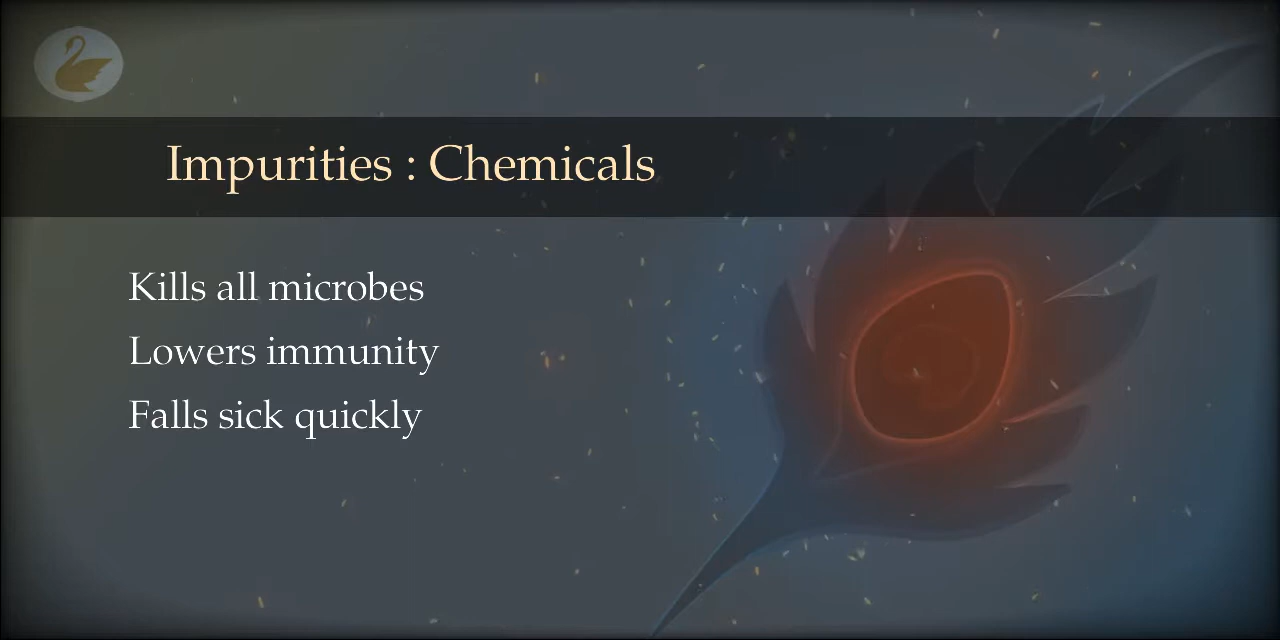 Impurities : Chemicals
Kills all microbes
Lowers immunity
Falls sick quickly